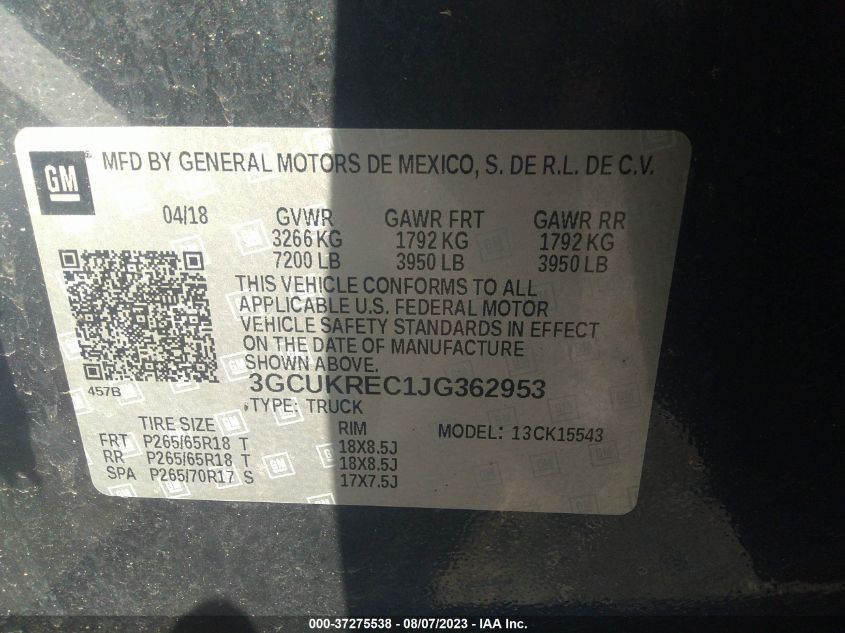 GM ® MFD BY GENERAL MOTORS DE MEXICO, S. DE R.L. DE C.V.
04/18 GVWR GAWR FRT GAWR RR
3266 KG 1792 KG 1792 KG
7200 LB 3950 LB 3950 LB
THIS VEHICLE CONFORMS TO ALL
APPLICABLE U.S. FEDERAL MOTOR
VEHICLE SAFETY STANDARDS IN EFFECT
ON THE DATE OF MANUFACTURE
SHOWN ABOVE.
3GCUKREC1JG362953
457B
TYPE: TRUCK
TIRE SIZE RIM MODEL: 13CK15543
FRT P265/65R18 T 18X8.5J
RR P265/65R18 T 18X8.5J
SPA P265/70R17 S 17X7.5J
000-37275538 - 08/07/2023 - IAA Inc.